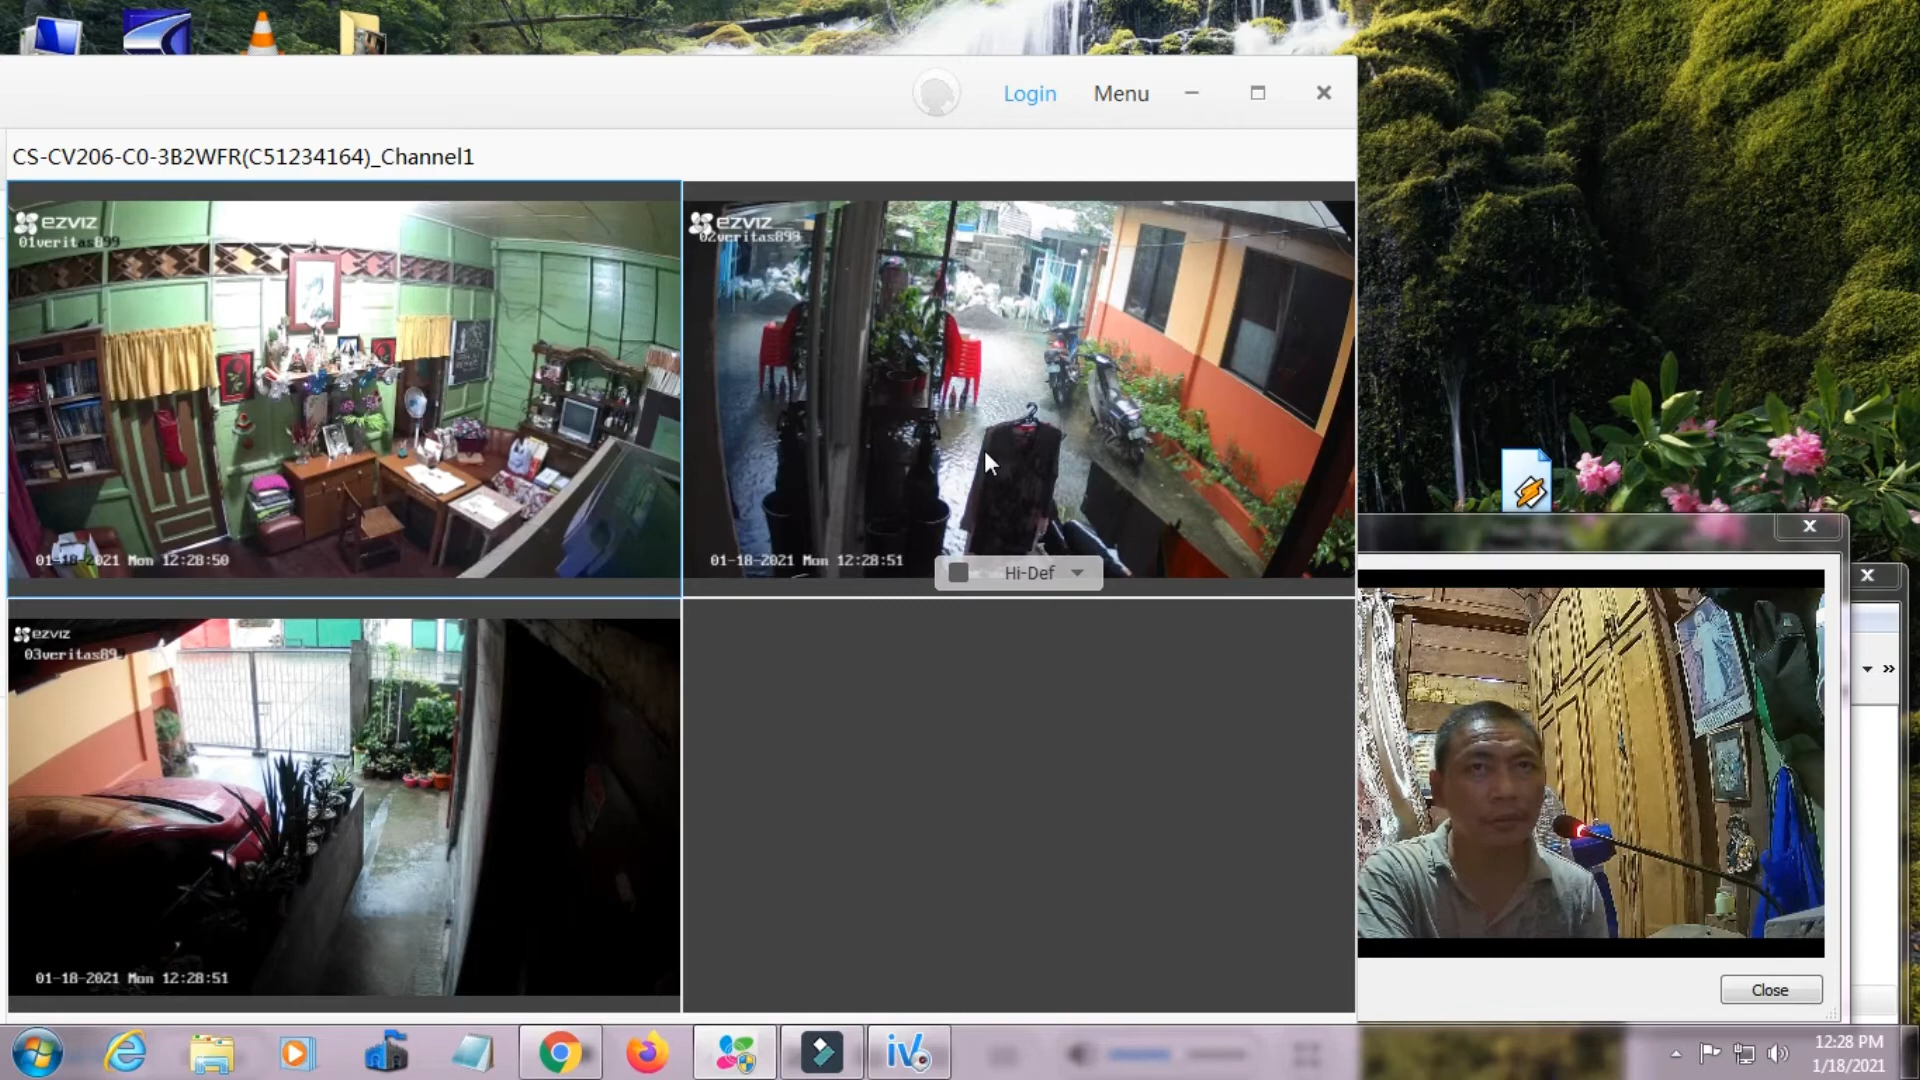 Login Menu
CS-CV206-C0-3B2WFR(C51234164)_Channel1
ezviz
01veritas899
01-18-2021 Mon 12:28:50
ezviz
02veritas899
01-18-2021 Mon 12:28:51
Hi-Def
ezviz
03veritas89
01-18-2021 Mon 12:28:51
Close
iV
12:28 PM
1/18/2021